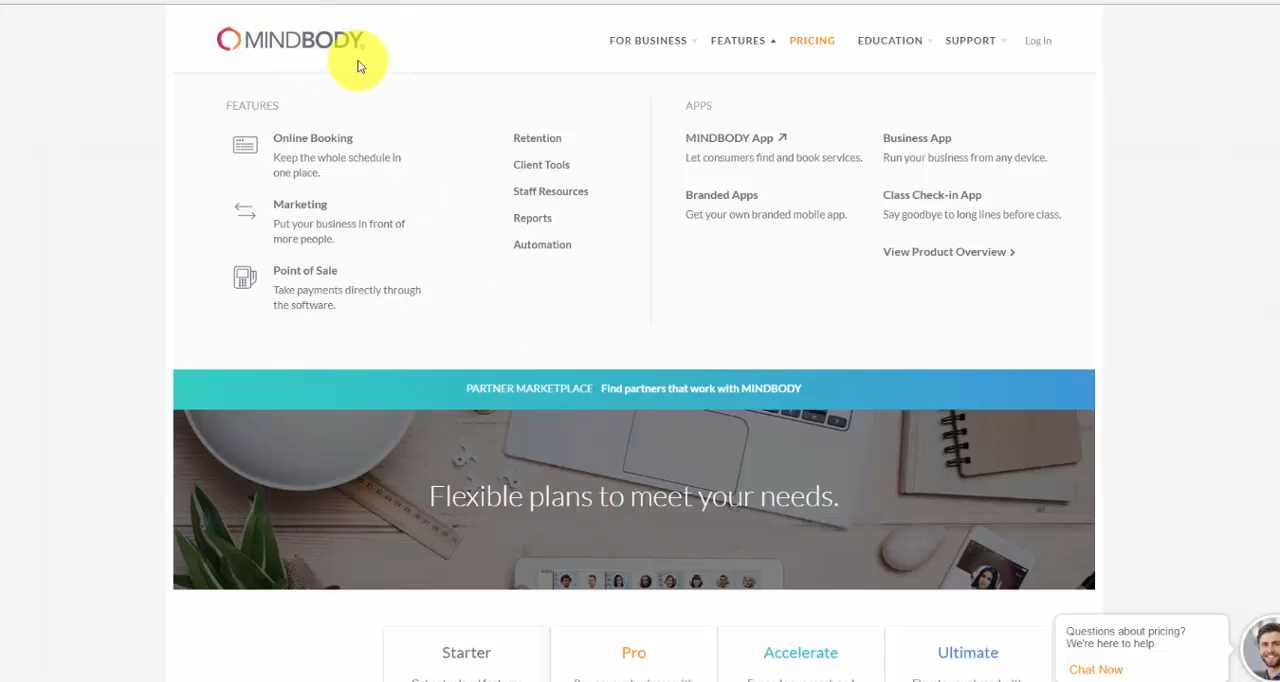 MINDBODY
FOR BUSINESS
FEATURES
PRICING
EDUCATION
SUPPORT
Log In
FEATURES
Online Booking
Keep the whole schedule in
one place.
Marketing
Put your business in front of
more people.
Point of Sale
Take payments directly through
the software.
Retention
Client Tools
Staff Resources
Reports
Automation
APPS
MINDBODY App
Let consumers find and book services.
Branded Apps
Get your own branded mobile app.
Business App
Run your business from any device.
Class Check-in App
Say goodbye to long lines before class.
View Product Overview >
PARTNER MARKETPLACE Find partners that work with MINDBODY
Flexible plans to meet your needs.
Starter
Pro
Accelerate
Ultimate
Questions about pricing?
We're here to help.
Chat Now